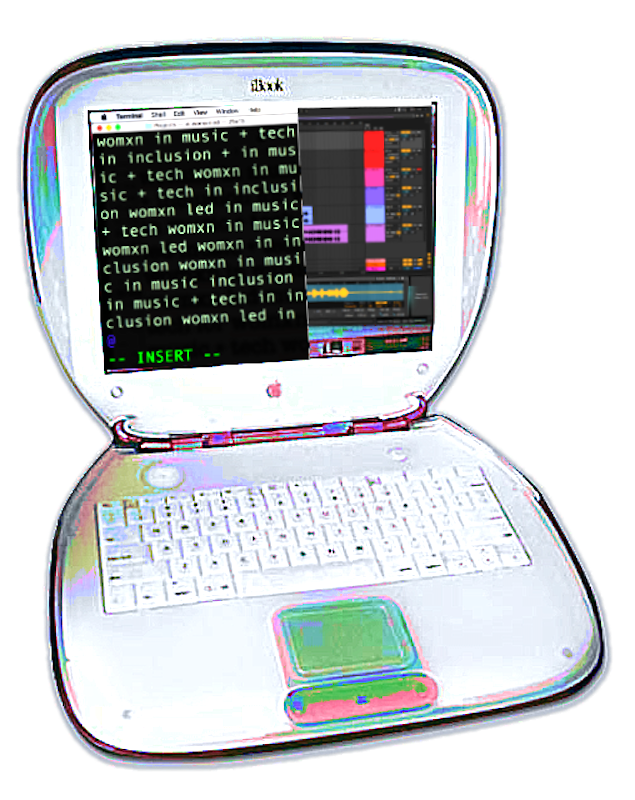 iBook
Terminal Shell Edit View Window Help
womxn in music + tech
in inclusion + in mus
ic + tech womxn in mu
sic + tech in inclusi
on womxn led in music
+ tech womxn in music
womxn led womxn in in
clusion womxn in musi
c in music inclusion
in music + tech in in
clusion womxn led in
@
-- INSERT --